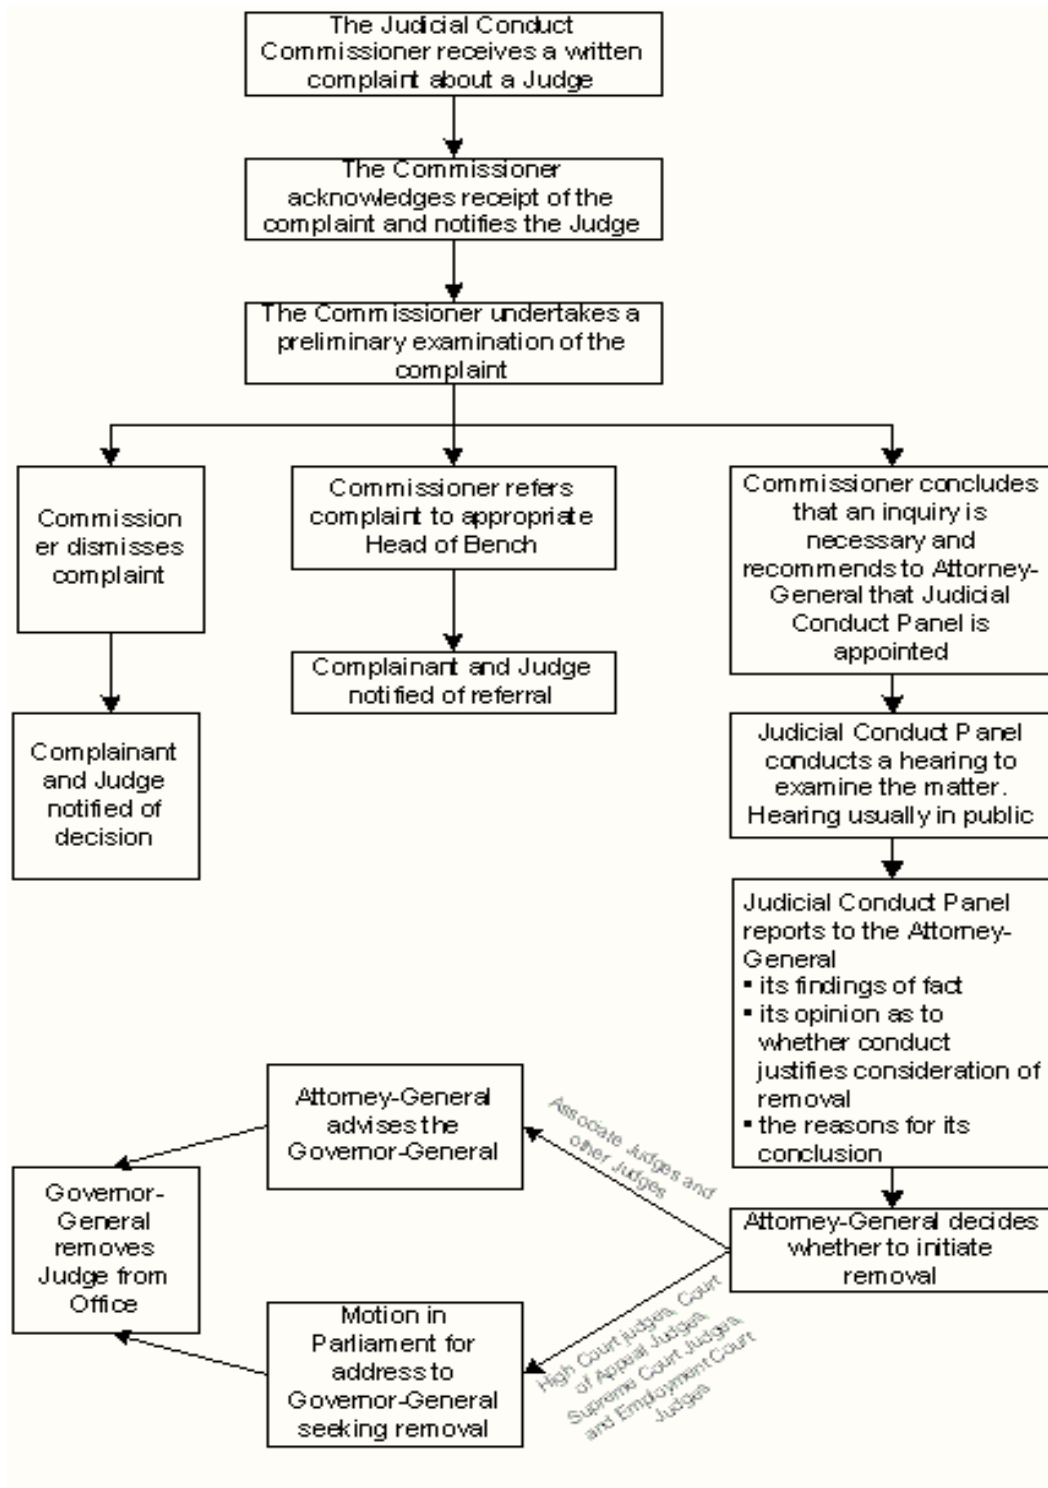 The Judicial Conduct
Commissioner receives a written
complaint about a Judge
The Commissioner
acknowledges receipt of the
complaint and notifies the Judge
The Commissioner undertakes a
preliminary examination of the
complaint
Commission
er dismisses
complaint
Commissioner refers
complaint to appropriate
Head of Bench
Commissioner concludes
that an inquiry is
necessary and
recommends to Attorney-
General that Judicial
Conduct Panel is
appointed
Complainant and Judge
notified of referral
Complainant
and Judge
notified of
decision
Judicial Conduct Panel
conducts a hearing to
examine the matter.
Hearing usually in public
Judicial Conduct Panel
reports to the Attorney-
General
▪ its findings of fact
▪ its opinion as to
whether conduct
justifies consideration of
removal
▪ the reasons for its
conclusion
Attorney-General decides
whether to initiate
removal
Associate Judges and
other Judges
Attorney-General
advises the
Governor-General
High Court judges, Court
of Appeal Judges,
Supreme Court Judges,
and Employment Court
Judges
Motion in
Parliament for
address to
Governor-General
seeking removal
Governor-
General
removes
Judge from
Office